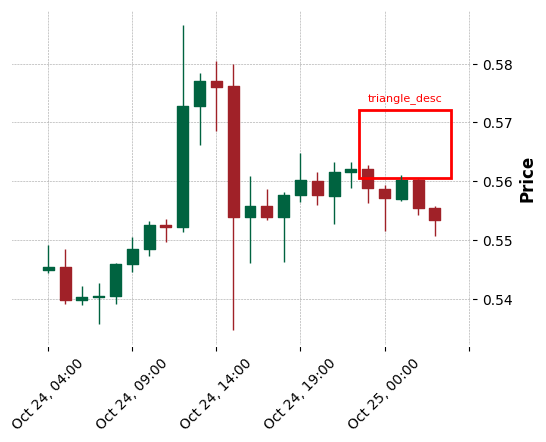 triangle_desc
0.58
0.57
0.56
0.55
0.54
Price
Oct 24, 04:00
Oct 24, 09:00
Oct 24, 14:00
Oct 24, 19:00
Oct 25, 00:00